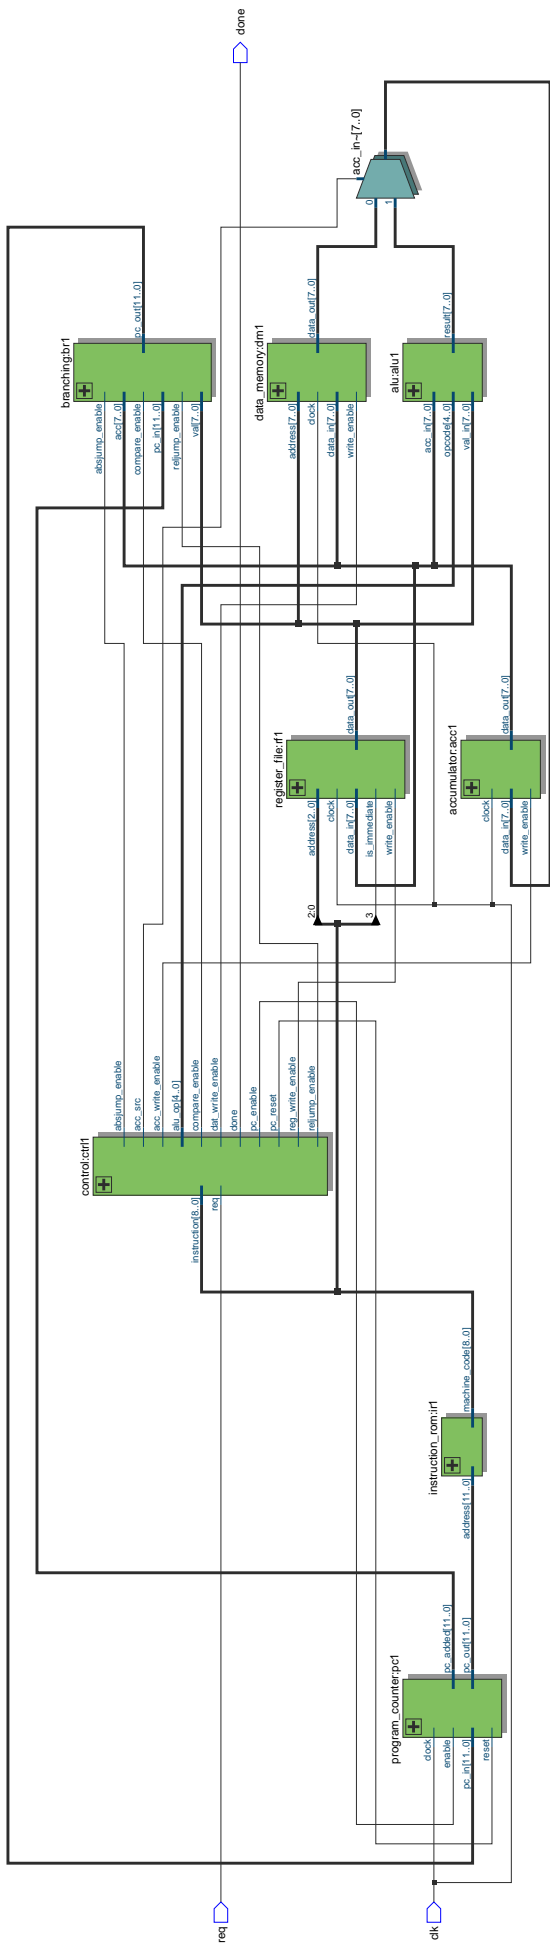 req
clk
program_counter:pc1
clock
enable
pc_in[11..0]
reset
pc_added[11..0]
pc_out[11..0]
instruction_rom:ir1
address[11..0]
machine_code[8..0]
control:ctrl1
instruction[8..0]
req
absjump_enable
acc_src
acc_write_enable
alu_op[4..0]
compare_enable
dat_write_enable
done
pc_enable
pc_reset
reg_write_enable
reljump_enable
2:0
3
register_file:rf1
address[2..0]
clock
data_in[7..0]
is_immediate
write_enable
data_out[7..0]
accumulator:acc1
clock
data_in[7..0]
write_enable
data_out[7..0]
branching:br1
absjump_enable
acc[7..0]
compare_enable
pc_in[11..0]
reljump_enable
val[7..0]
pc_out[11..0]
data_memory:dm1
address[7..0]
clock
data_in[7..0]
write_enable
data_out[7..0]
alu:alu1
acc_in[7..0]
opcode[4..0]
val_in[7..0]
result[7..0]
acc_in~[7..0]
0
1
done